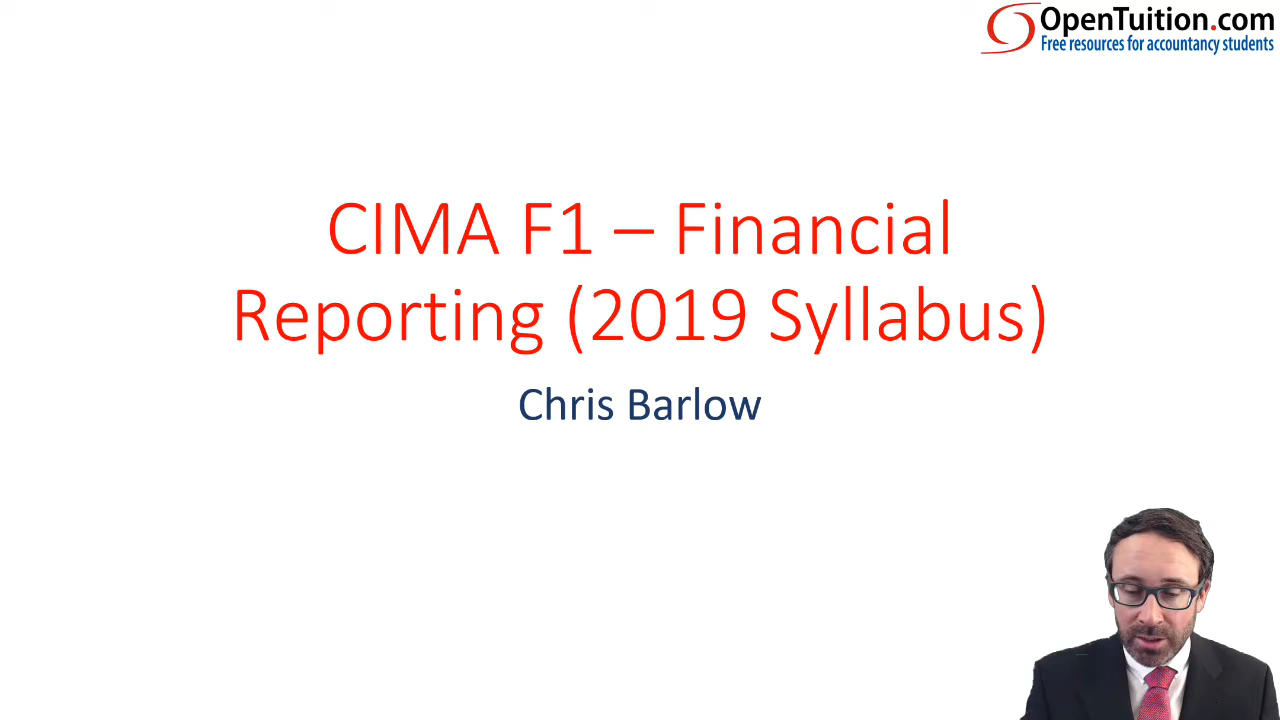 OpenTuition.com
Free resources for accountancy students
CIMA F1 – Financial
Reporting (2019 Syllabus)
Chris Barlow